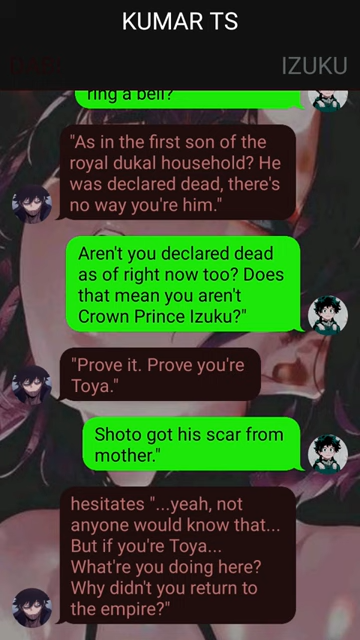 KUMAR TS
IZUKU
ring a bell?
"As in the first son of the
royal dukal household? He
was declared dead, there's
no way you're him."
Aren't you declared dead
as of right now too? Does
that mean you aren't
Crown Prince Izuku?"
"Prove it. Prove you're
Toya."
Shoto got his scar from
mother."
hesitates "...yeah, not
anyone would know that...
But if you're Toya...
What're you doing here?
Why didn't you return to
the empire?"